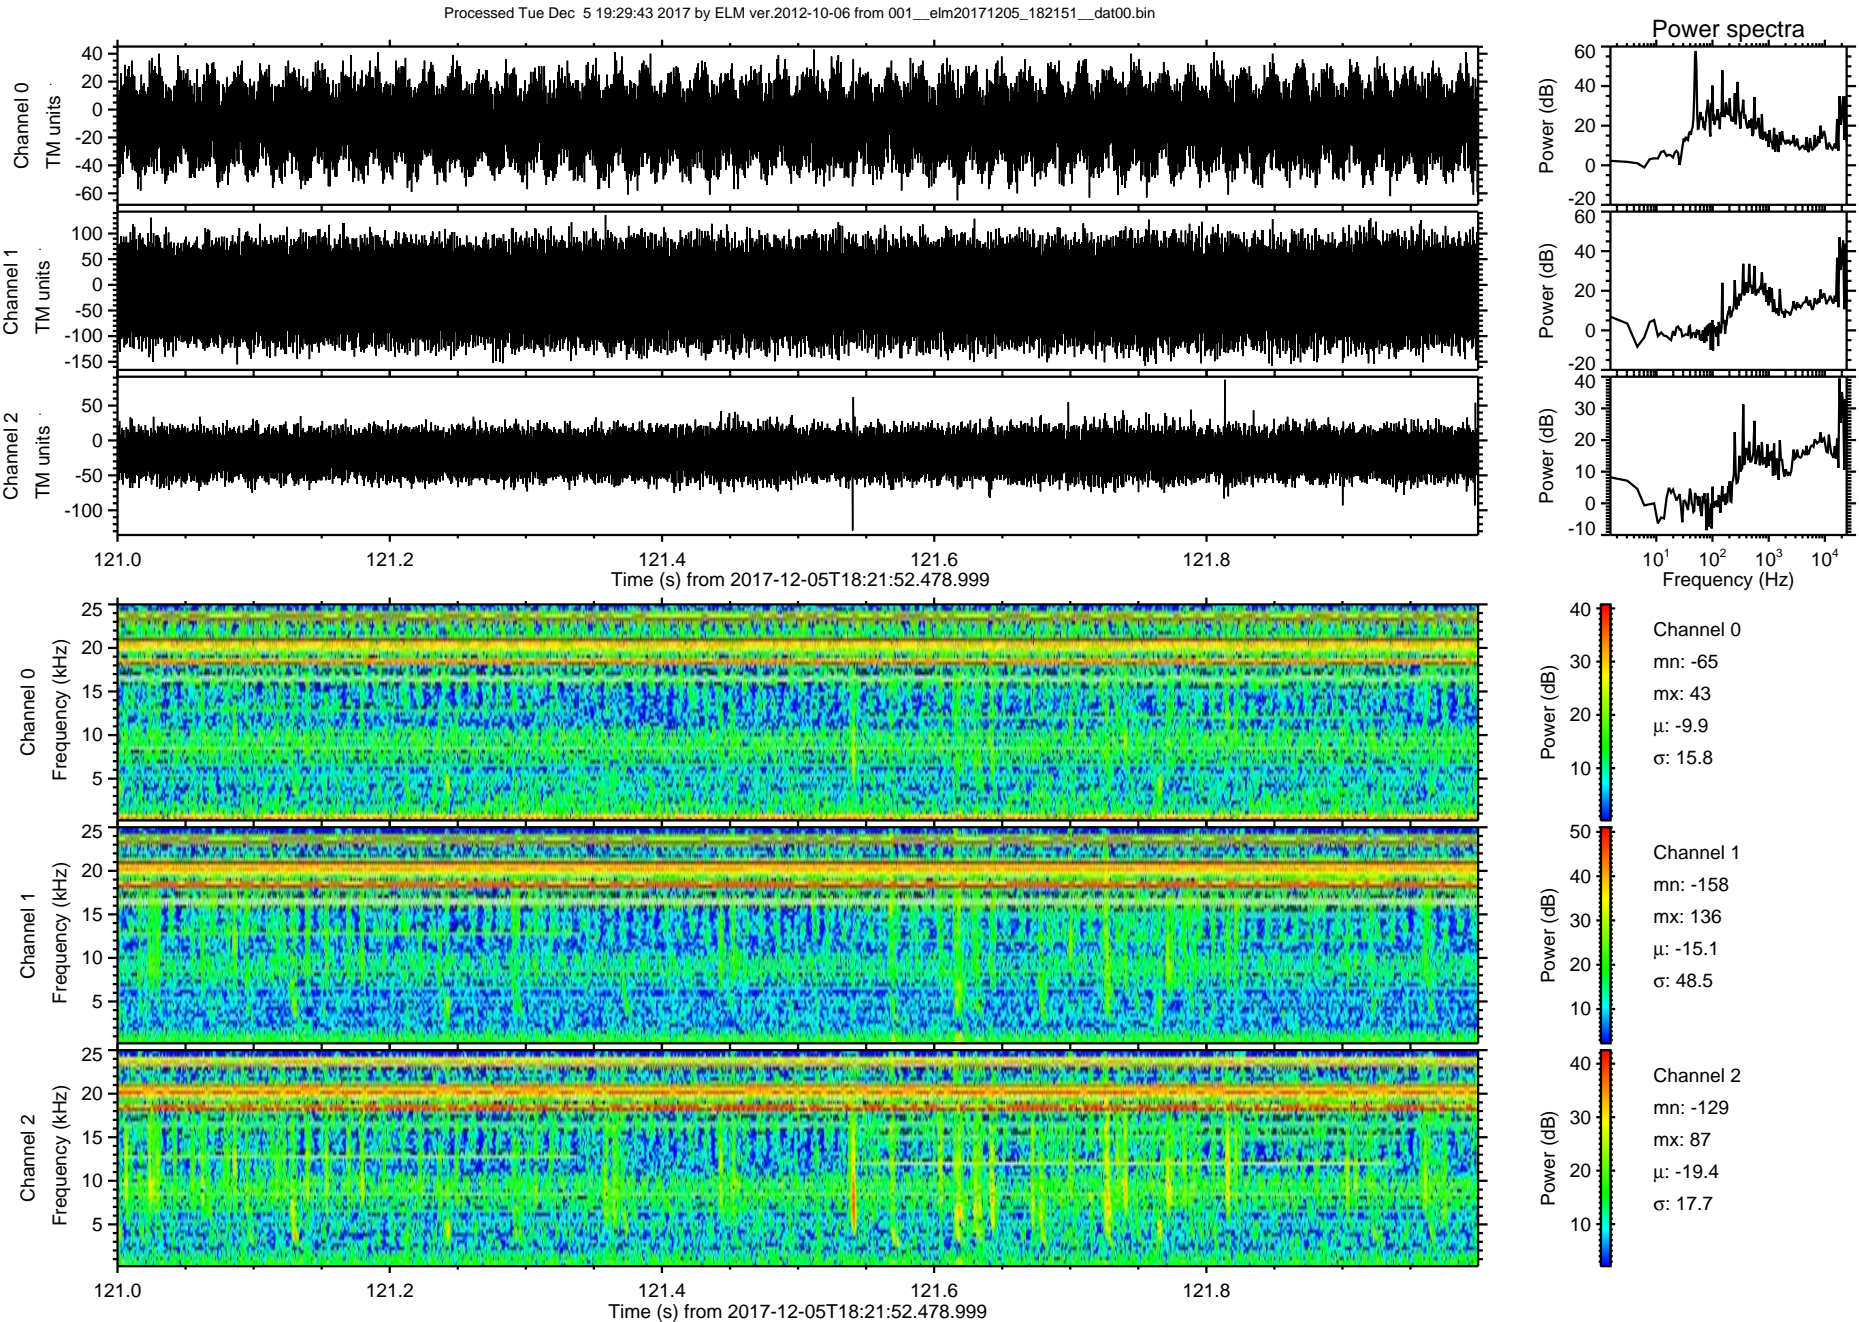 Processed Tue Dec  5 19:29:43 2017 by ELM ver.2012-10-06 from 001__elm20171205_182151__dat00.bin
Power spectra
Channel 0
TM units
40
20
0
-20
-40
-60
Power (dB)
60
40
20
0
-20
Channel 1
TM units
100
50
0
-50
-100
-150
Power (dB)
60
40
20
0
-20
Channel 2
TM units
50
0
-50
-100
Power (dB)
40
30
20
10
0
-10
121.0
121.2
121.4
121.6
121.8
Time (s) from 2017-12-05T18:21:52.478.999
10¹
10²
10³
10⁴
Frequency (Hz)
Channel 0
Frequency (kHz)
25
20
15
10
5
Power (dB)
40
30
20
10
Channel 0
mn: -65
mx: 43
μ: -9.9
σ: 15.8
Channel 1
Frequency (kHz)
25
20
15
10
5
Power (dB)
50
40
30
20
10
Channel 1
mn: -158
mx: 136
μ: -15.1
σ: 48.5
Channel 2
Frequency (kHz)
25
20
15
10
5
Power (dB)
40
30
20
10
Channel 2
mn: -129
mx: 87
μ: -19.4
σ: 17.7
121.0
121.2
121.4
121.6
121.8
Time (s) from 2017-12-05T18:21:52.478.999